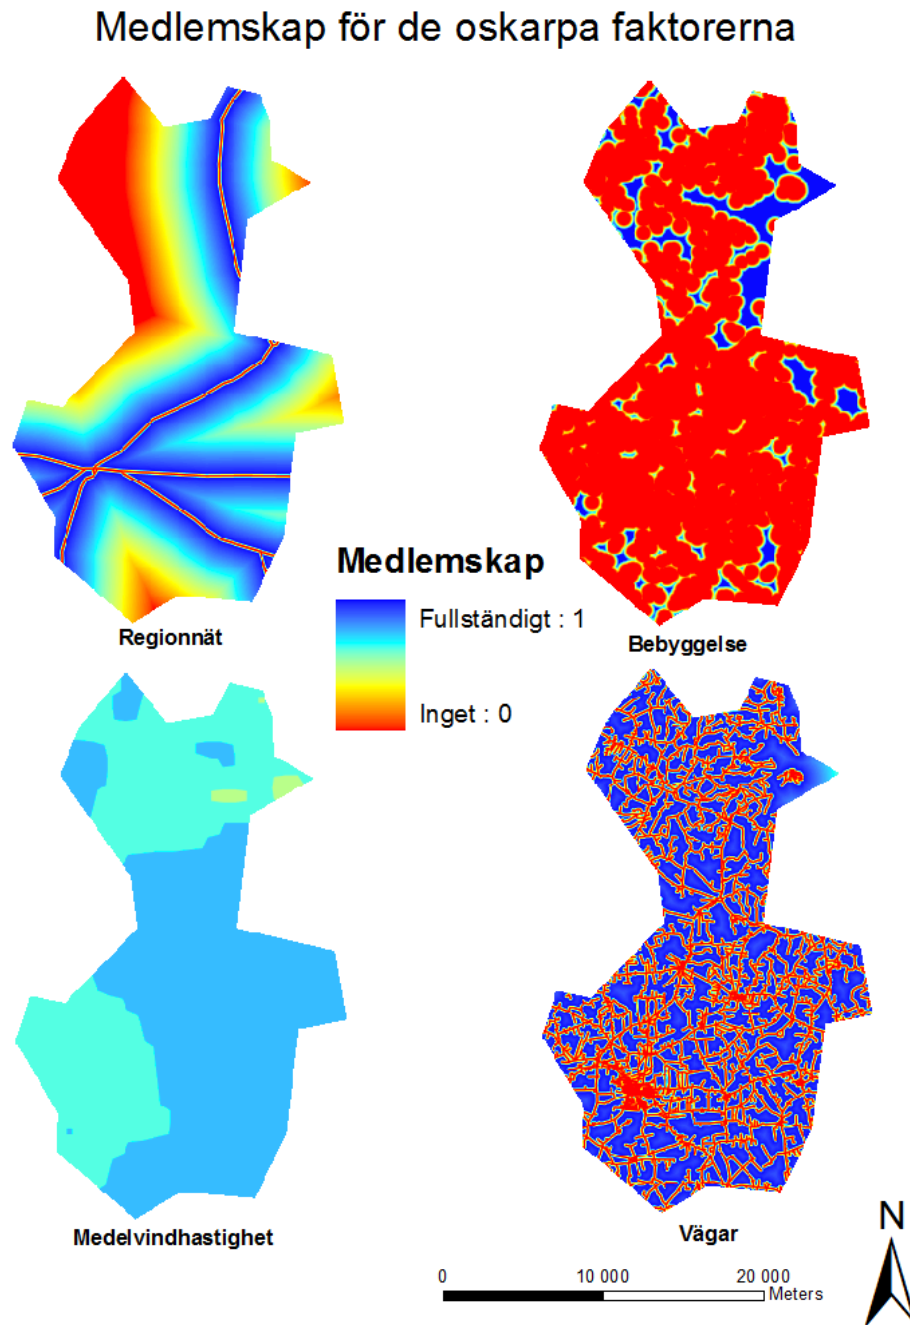 Medlemskap för de oskarpa faktorerna
Regionnät
Bebyggelse
Medlemskap
Fullständigt : 1
Inget : 0
Medelvindhastighet
Vägar
N
0 10 000 20 000
Meters